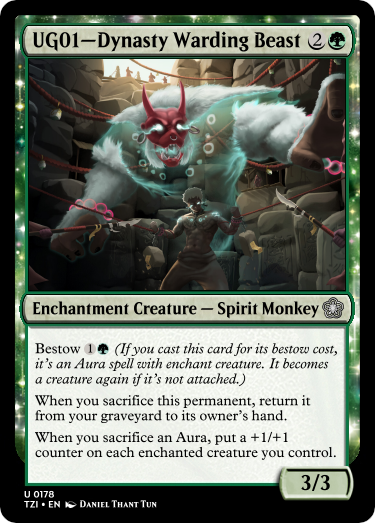 UG01—Dynasty Warding Beast 2
Enchantment Creature — Spirit Monkey
Bestow 1 (If you cast this card for its bestow cost,
it's an Aura spell with enchant creature. It becomes
a creature again if it's not attached.)
When you sacrifice this permanent, return it
from your graveyard to its owner's hand.
When you sacrifice an Aura, put a +1/+1
counter on each enchanted creature you control.
3/3
U 0178
TZI • EN Daniel Thant Tun